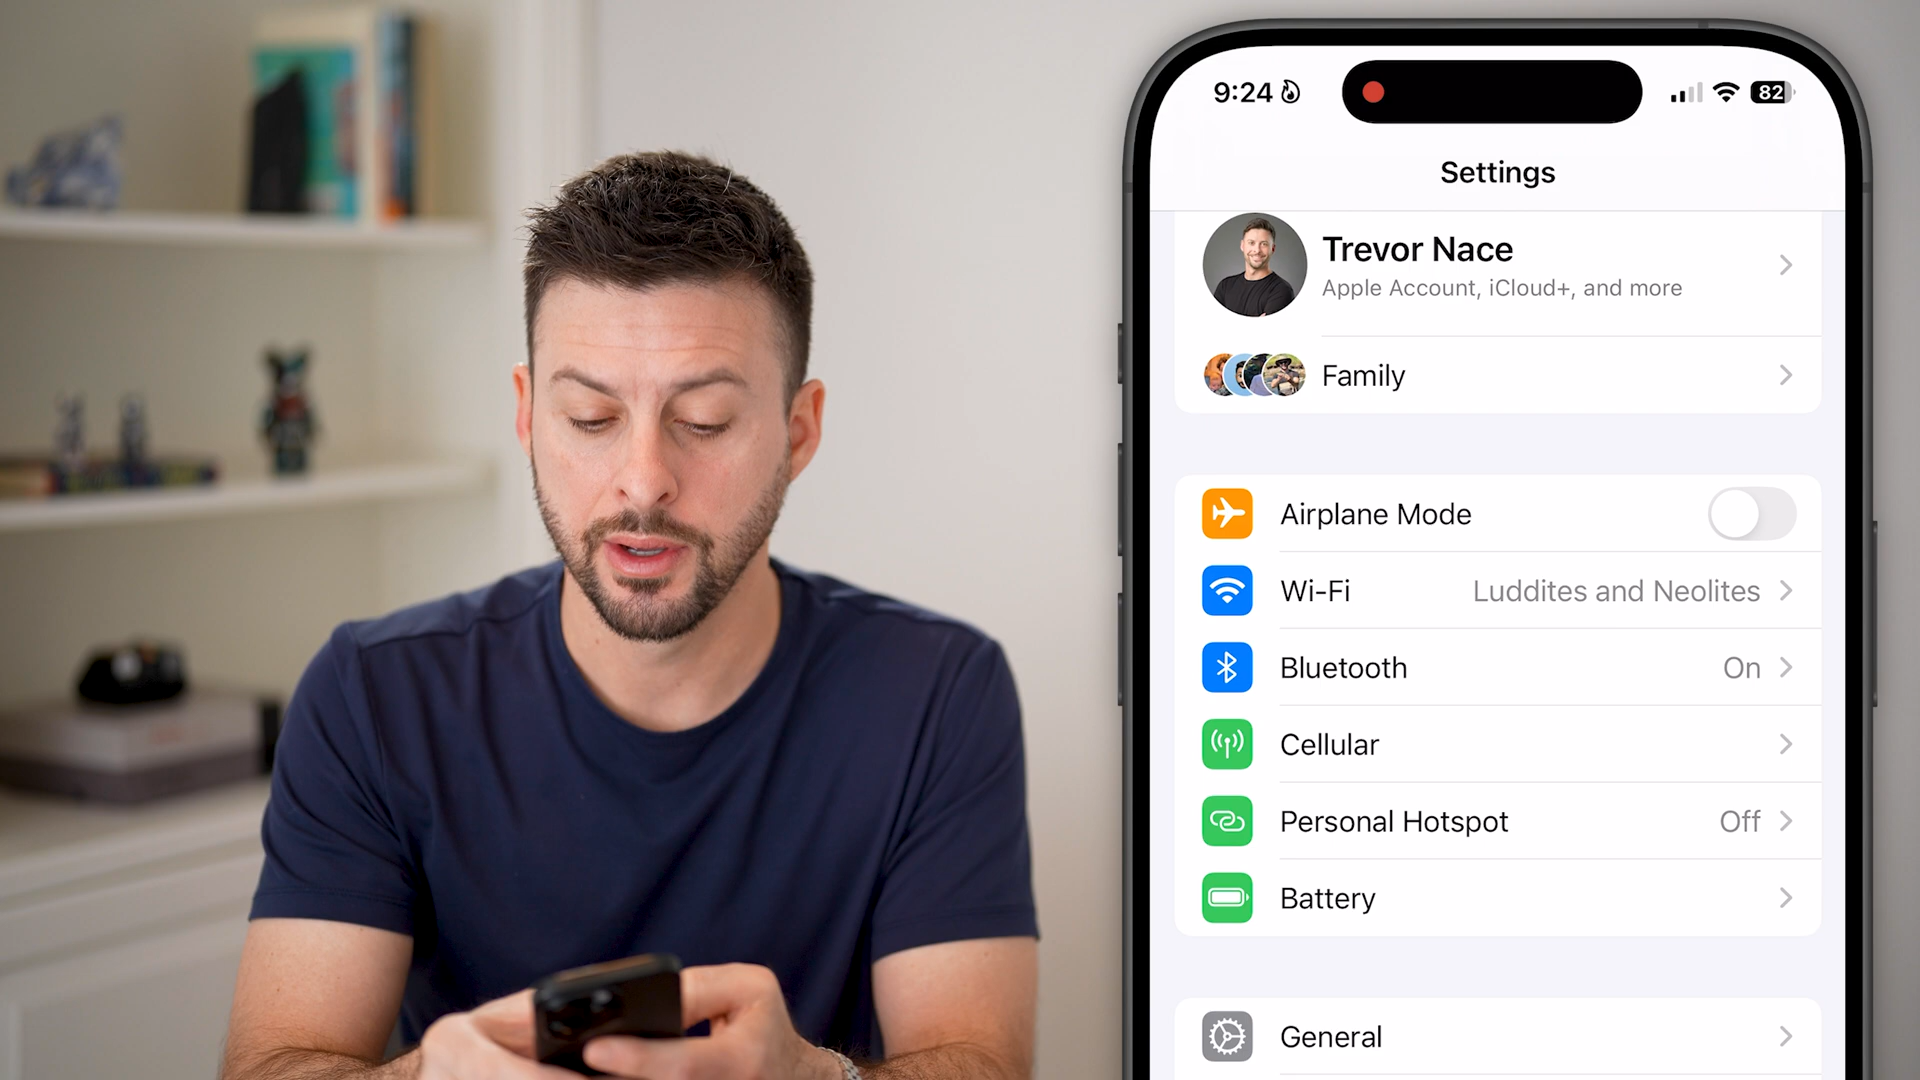 9:24
82
Settings
Trevor Nace
Apple Account, iCloud+, and more
Family
Airplane Mode
Wi-Fi Luddites and Neolites
Bluetooth On
Cellular
Personal Hotspot Off
Battery
General